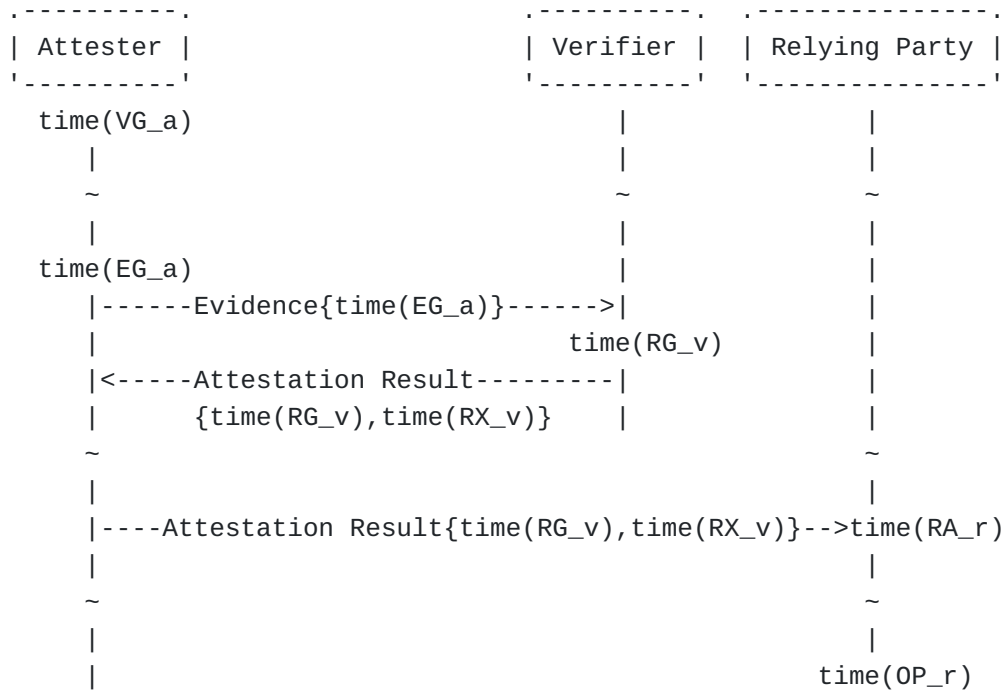 .----------. .----------. .---------------.
| Attester | | Verifier | | Relying Party |
'----------' '----------' '---------------'
time(VG_a) | |
| | |
~ ~ ~
| | |
time(EG_a) | |
|------Evidence{time(EG_a)}------>| |
| time(RG_v) |
|<-----Attestation Result---------| |
| {time(RG_v),time(RX_v)} | |
~ ~
| |
|----Attestation Result{time(RG_v),time(RX_v)}-->time(RA_r)
| |
~ ~
| |
| time(OP_r)